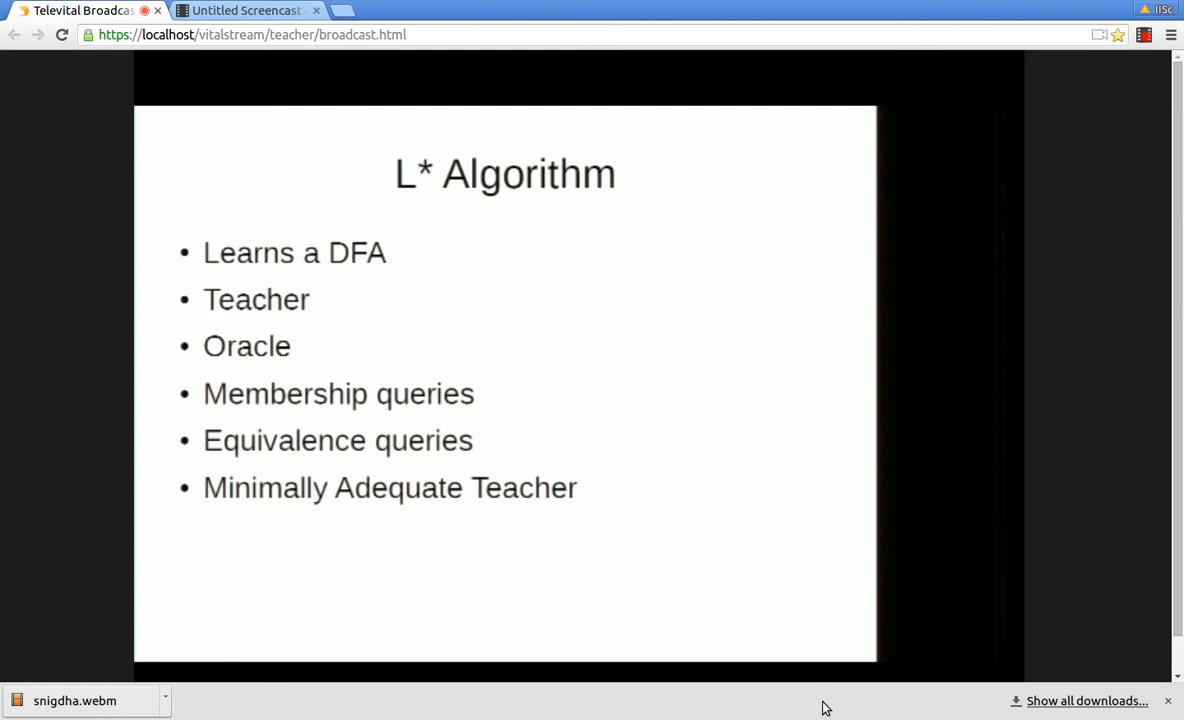 Televital Broadcas
Untitled Screencast
IISc
https://localhost/vitalstream/teacher/broadcast.html
L* Algorithm
• Learns a DFA
• Teacher
• Oracle
• Membership queries
• Equivalence queries
• Minimally Adequate Teacher
snigdha.webm
Show all downloads...